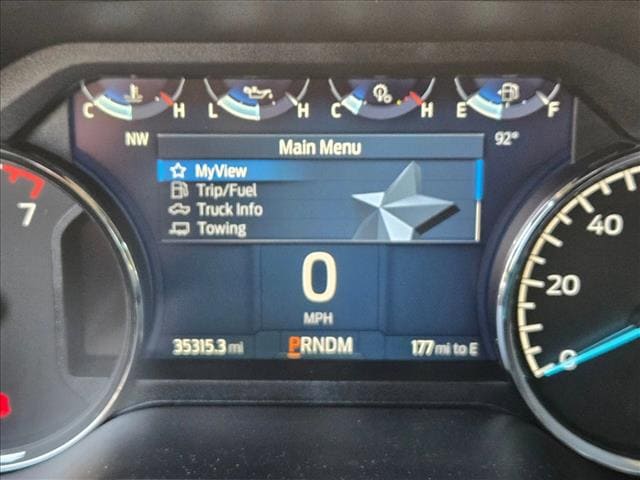 C H L H C H E F
NW Main Menu 92°
MyView
Trip/Fuel
Truck Info
Towing
7
40
20
0
0
MPH
35315.3 mi PRNDM 177 mi to E